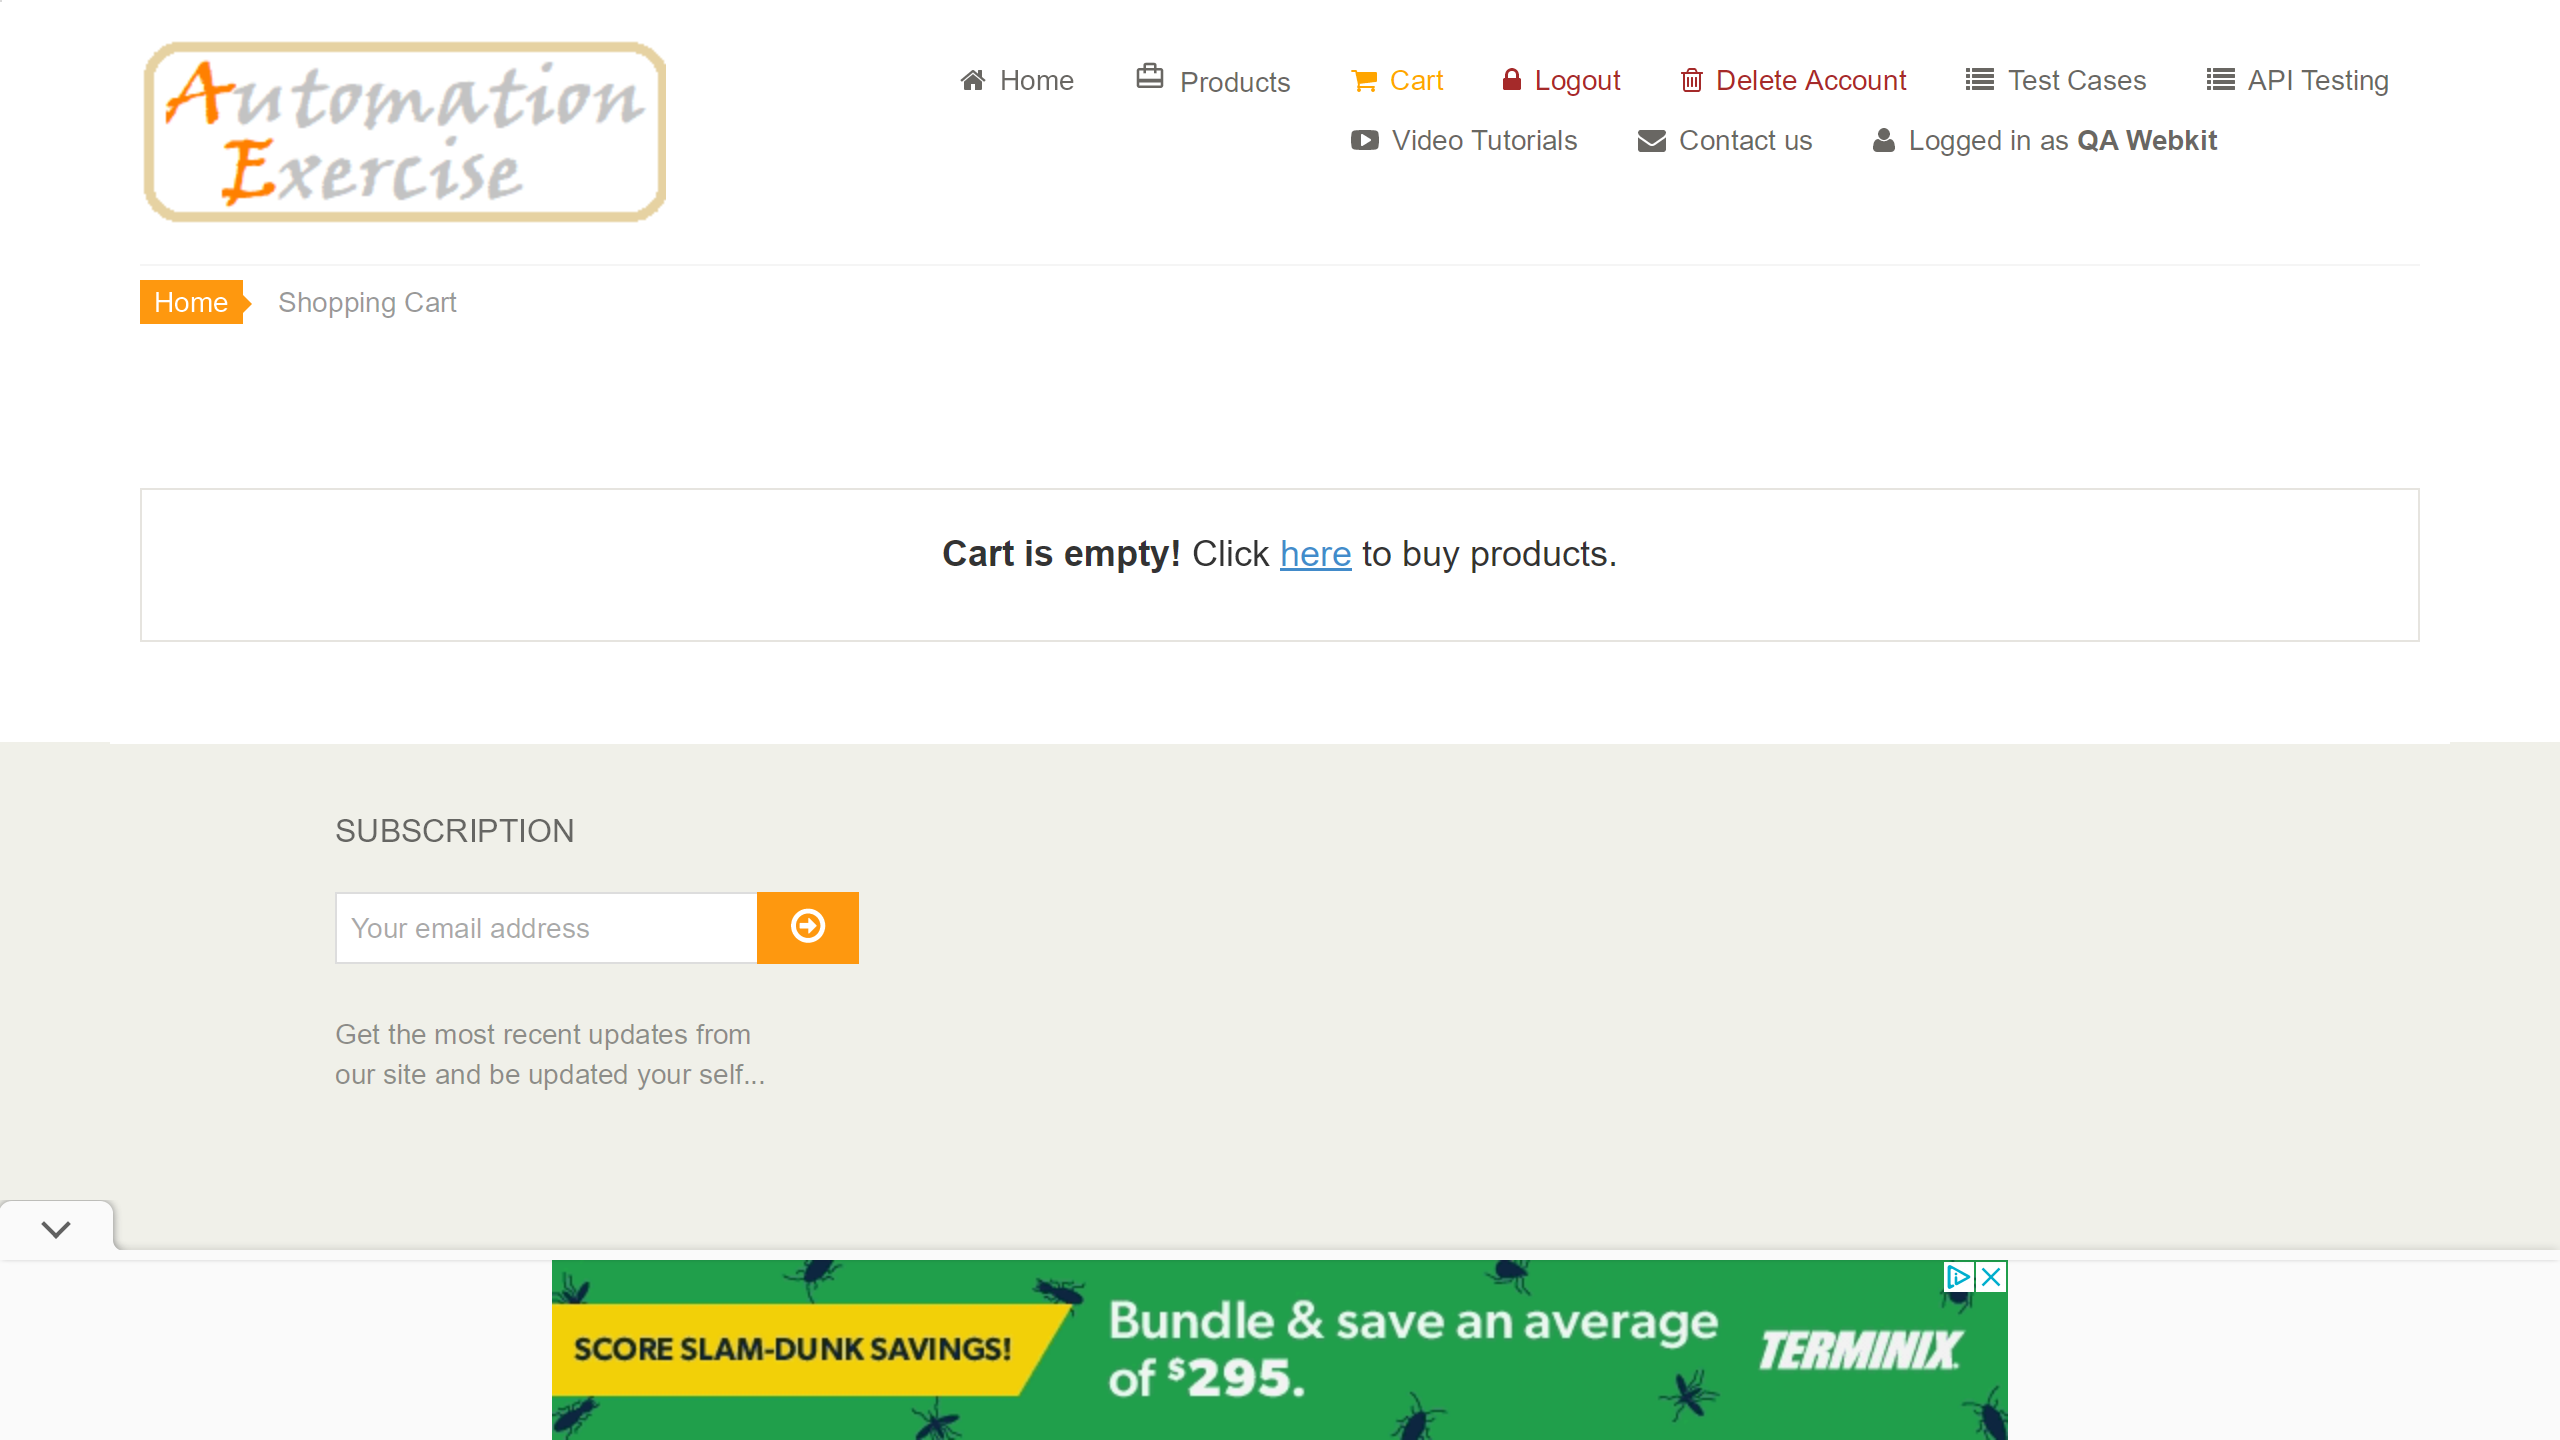 Automation
Exercise
Home Products Cart Logout Delete Account Test Cases API Testing
Video Tutorials Contact us Logged in as QA Webkit
Home Shopping Cart
Cart is empty! Click here to buy products.
SUBSCRIPTION
Your email address
Get the most recent updates from
our site and be updated your self...
SCORE SLAM-DUNK SAVINGS!
Bundle & save an average
of $295.
TERMINIX